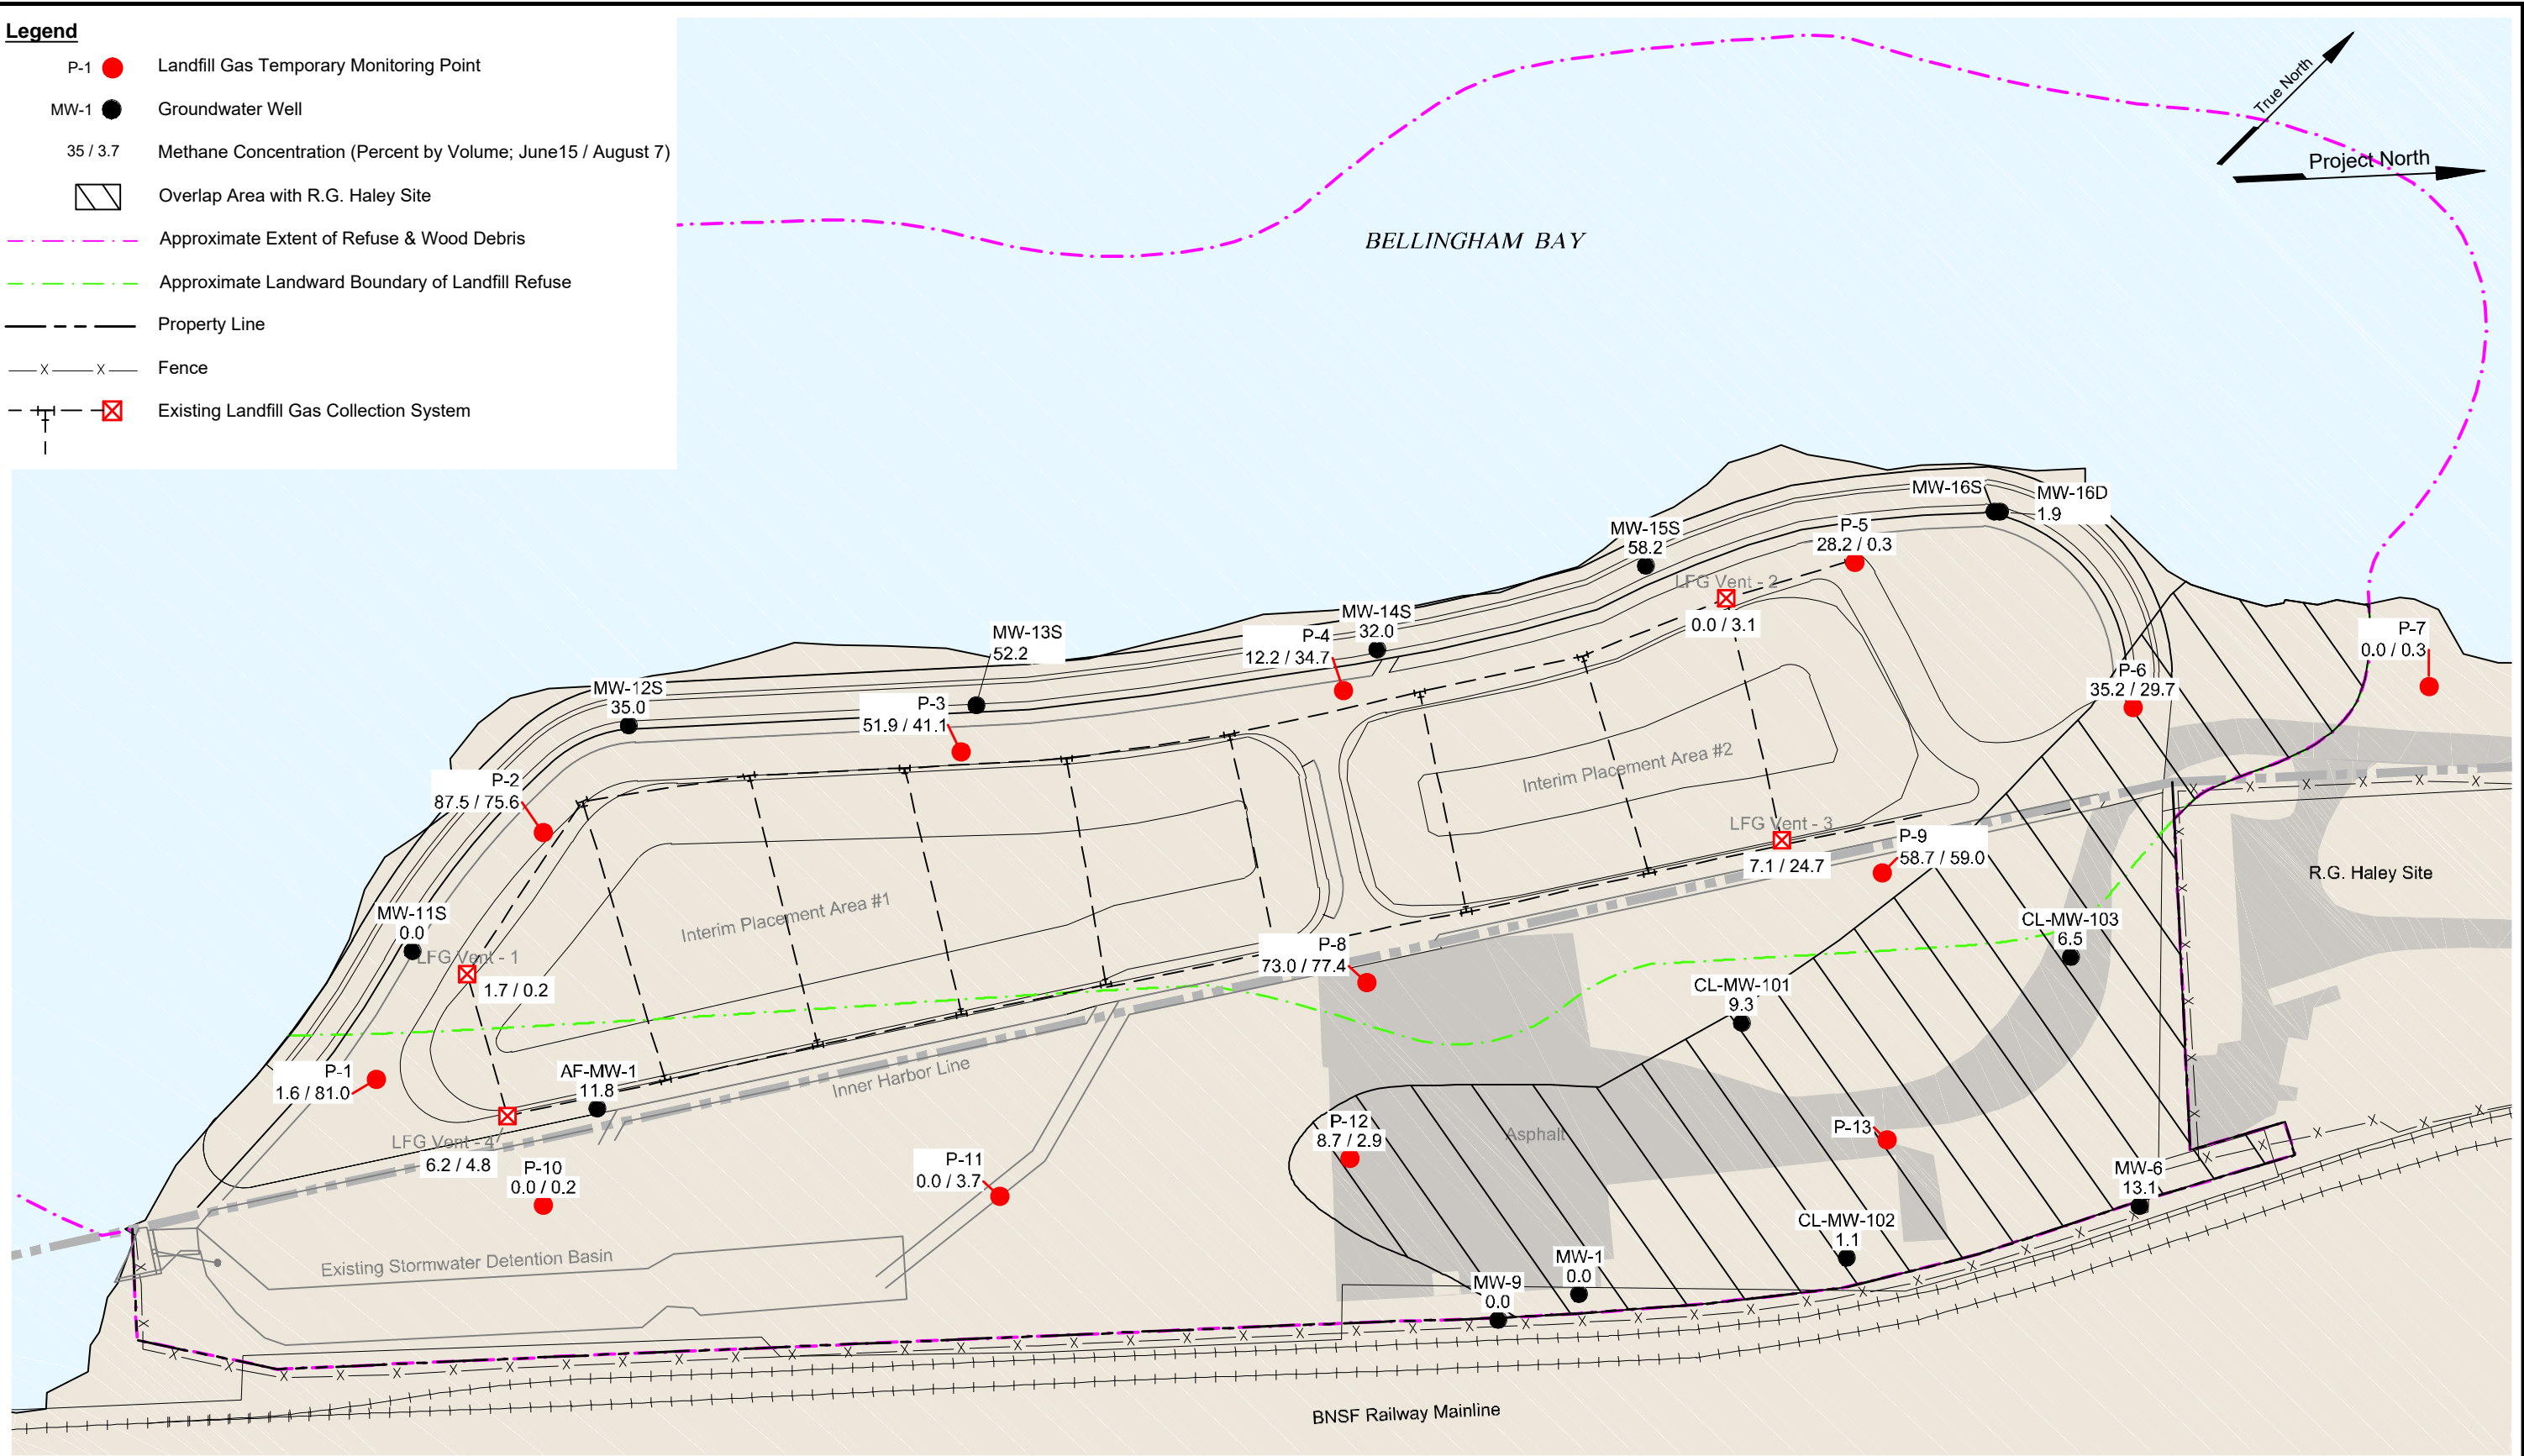 Legend
P-1 Landfill Gas Temporary Monitoring Point
MW-1 Groundwater Well
35 / 3.7 Methane Concentration (Percent by Volume; June15 / August 7)
Overlap Area with R.G. Haley Site
Approximate Extent of Refuse & Wood Debris
Approximate Landward Boundary of Landfill Refuse
Property Line
Fence
Existing Landfill Gas Collection System
True North
Project North
BELLINGHAM BAY
MW-16S
MW-16D
1.9
MW-15S
58.2
P-5
28.2 / 0.3
LFG Vent - 2
0.0 / 3.1
MW-14S
32.0
P-4
12.2 / 34.7
MW-13S
52.2
P-7
0.0 / 0.3
P-6
35.2 / 29.7
MW-12S
35.0
P-3
51.9 / 41.1
P-2
87.5 / 75.6
Interim Placement Area #2
LFG Vent - 3
7.1 / 24.7
P-9
58.7 / 59.0
R.G. Haley Site
MW-11S
0.0
LFG Vent - 1
1.7 / 0.2
Interim Placement Area #1
P-8
73.0 / 77.4
CL-MW-103
6.5
CL-MW-101
9.3
P-1
1.6 / 81.0
AF-MW-1
11.8
Inner Harbor Line
LFG Vent - 4
6.2 / 4.8
P-10
0.0 / 0.2
P-11
0.0 / 3.7
P-12
8.7 / 2.9
Asphalt
P-13
MW-6
13.1
CL-MW-102
1.1
MW-1
0.0
MW-9
0.0
Existing Stormwater Detention Basin
BNSF Railway Mainline